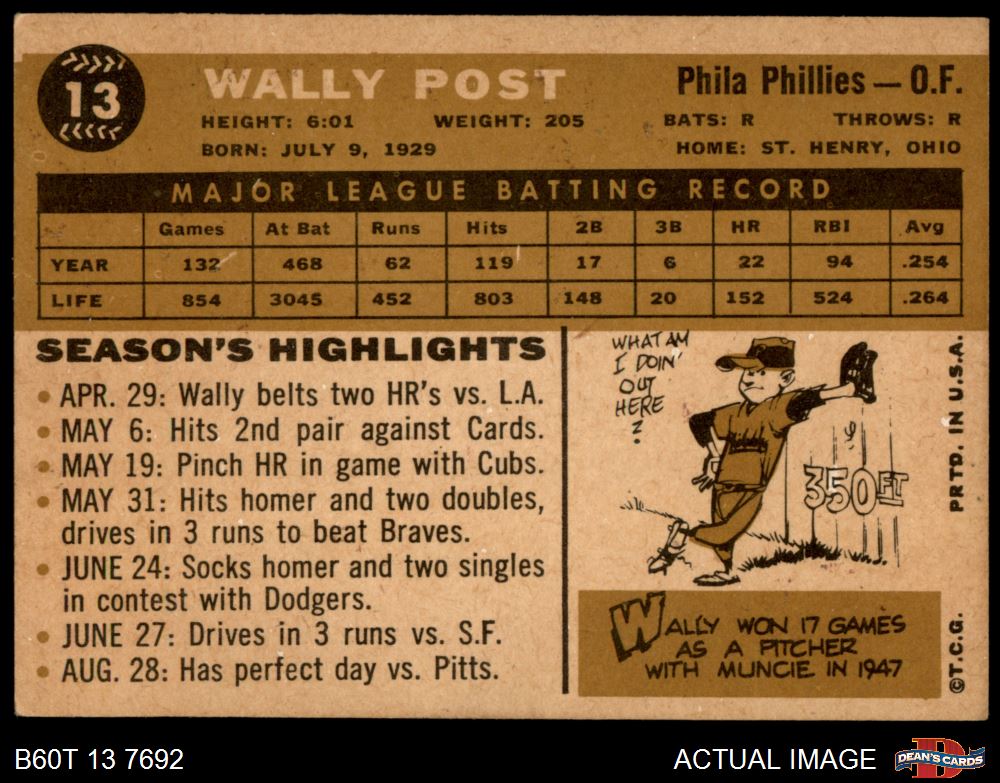 13
WALLY POST
Phila Phillies — O.F.
HEIGHT: 6:01 WEIGHT: 205 BATS: R THROWS: R
BORN: JULY 9, 1929 HOME: ST. HENRY, OHIO
MAJOR LEAGUE BATTING RECORD
Games At Bat Runs Hits 2B 3B HR RBI Avg
YEAR 132 468 62 119 17 6 22 94 .254
LIFE 854 3045 452 803 148 20 152 524 .264
SEASON'S HIGHLIGHTS
• APR. 29: Wally belts two HR's vs. L.A.
• MAY 6: Hits 2nd pair against Cards.
• MAY 19: Pinch HR in game with Cubs.
• MAY 31: Hits homer and two doubles,
drives in 3 runs to beat Braves.
• JUNE 24: Socks homer and two singles
in contest with Dodgers.
• JUNE 27: Drives in 3 runs vs. S.F.
• AUG. 28: Has perfect day vs. Pitts.
WHAT AM
I DOIN'
OUT
HERE
?
350 FT
WALLY WON 17 GAMES
AS A PITCHER
WITH MUNCIE IN 1947
PRTD. IN U.S.A.
©T.C.G.
B60T 13 7692
ACTUAL IMAGE
D
DEAN'S CARDS